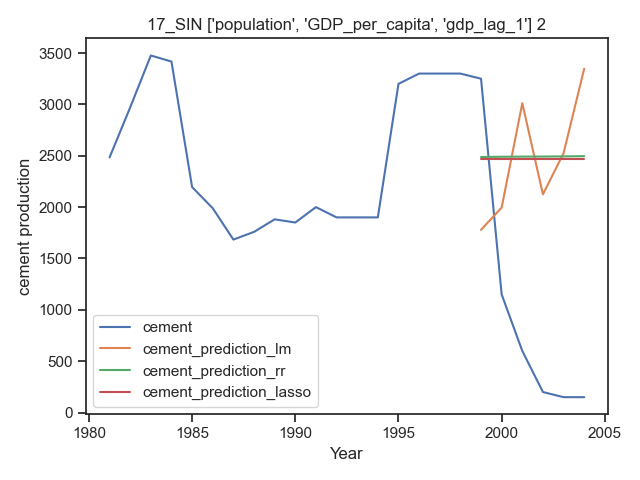 17_SIN ['population', 'GDP_per_capita', 'gdp_lag_1'] 2
cement production
3500
3000
2500
2000
1500
1000
500
0
cement
cement_prediction_lm
cement_prediction_rr
cement_prediction_lasso
1980
1985
1990
1995
2000
2005
Year